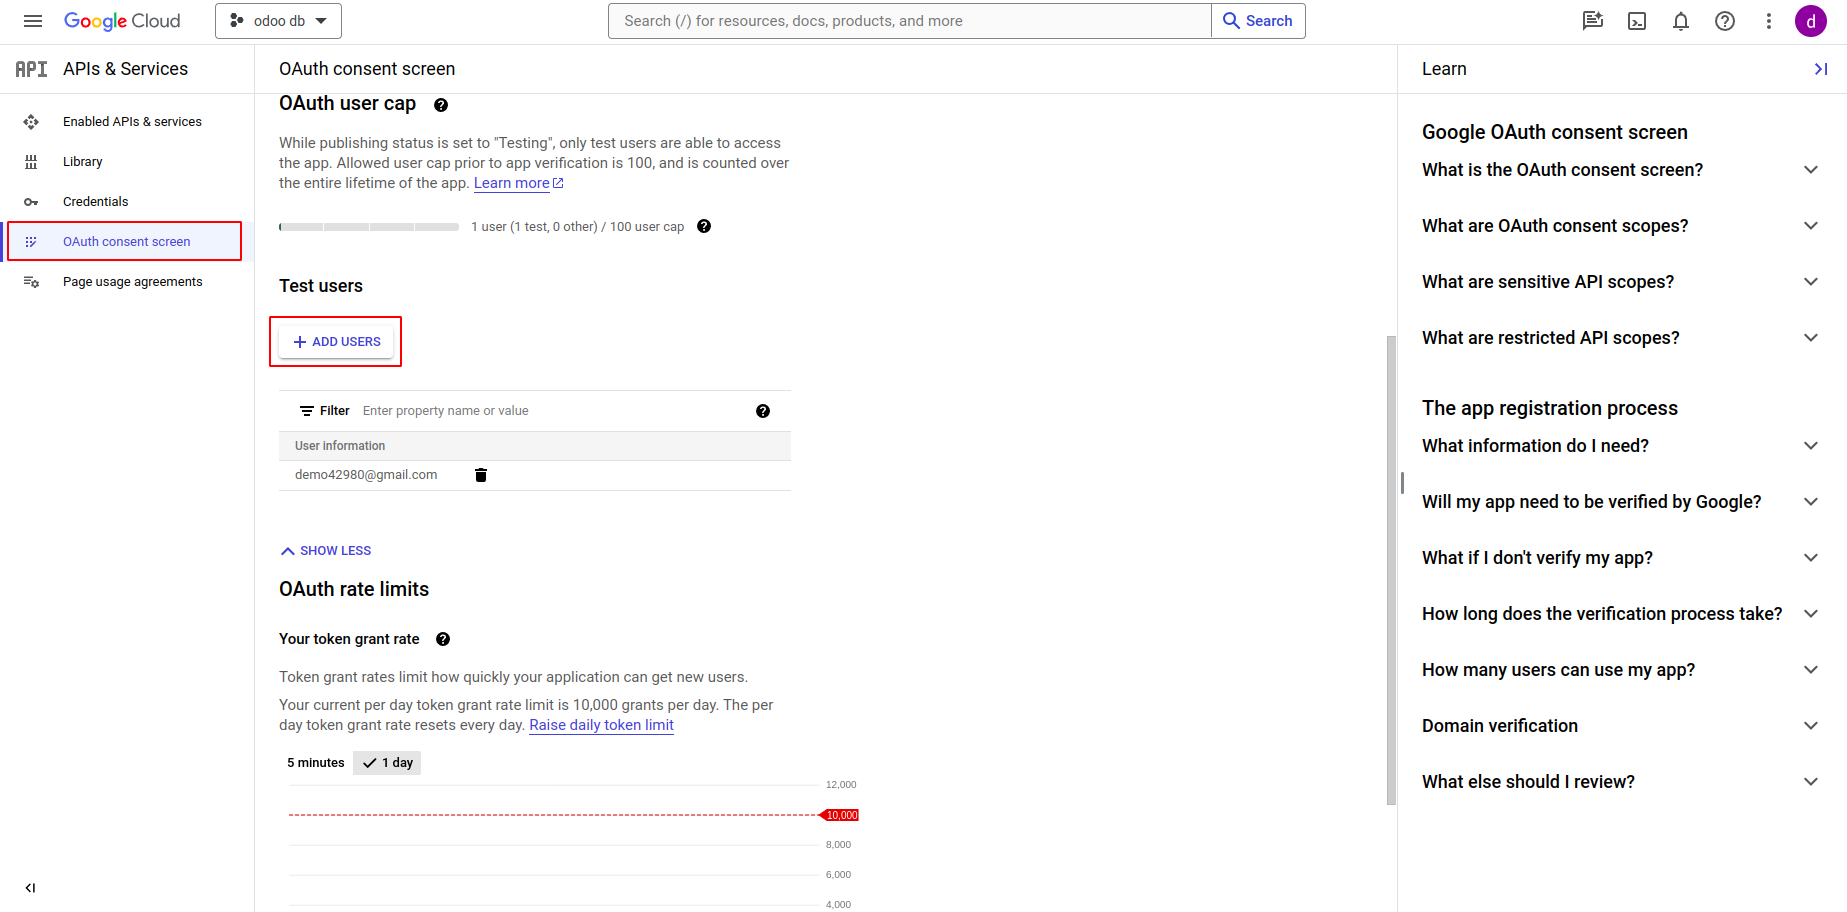 Google Cloud
odoo db
Search (/) for resources, docs, products, and more
Search
d
API APIs & Services
Enabled APIs & services
Library
Credentials
OAuth consent screen
Page usage agreements
OAuth consent screen
OAuth user cap
While publishing status is set to "Testing", only test users are able to access
the app. Allowed user cap prior to app verification is 100, and is counted over
the entire lifetime of the app. Learn more
1 user (1 test, 0 other) / 100 user cap
Test users
ADD USERS
Filter Enter property name or value
User information
demo42980@gmail.com
SHOW LESS
OAuth rate limits
Your token grant rate
Token grant rates limit how quickly your application can get new users.
Your current per day token grant rate limit is 10,000 grants per day. The per
day token grant rate resets every day. Raise daily token limit
5 minutes 1 day
12,000
10,000
8,000
6,000
4,000
Learn
Google OAuth consent screen
What is the OAuth consent screen?
What are OAuth consent scopes?
What are sensitive API scopes?
What are restricted API scopes?
The app registration process
What information do I need?
Will my app need to be verified by Google?
What if I don't verify my app?
How long does the verification process take?
How many users can use my app?
Domain verification
What else should I review?